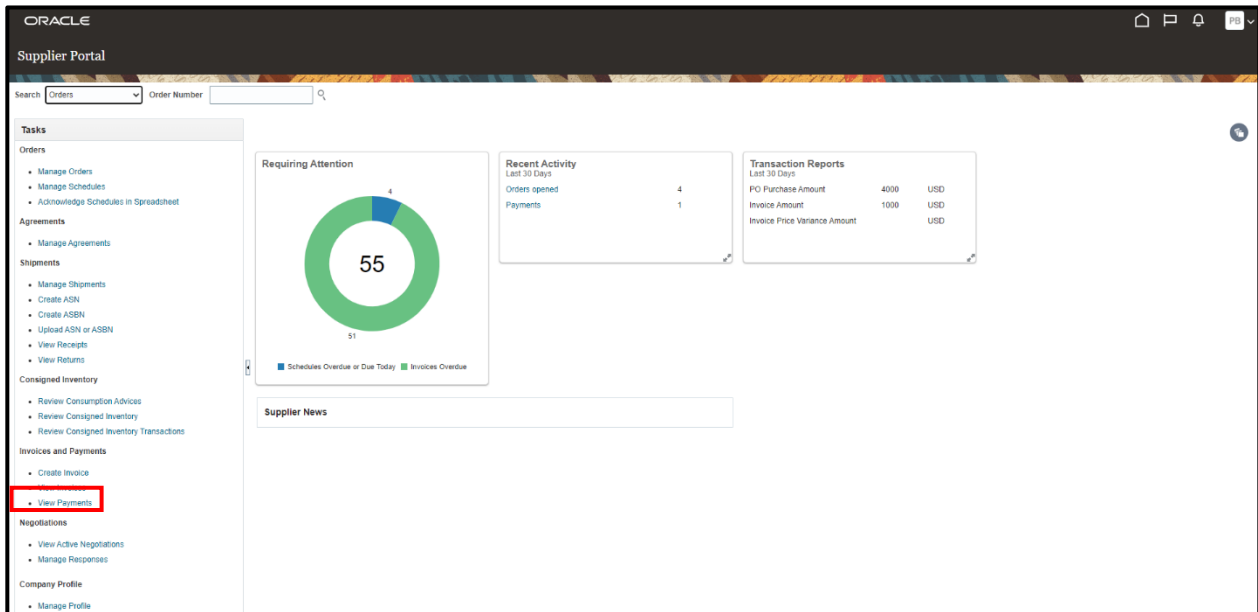 ORACLE
PB
Supplier Portal
Search Orders Order Number
Tasks
Orders
Manage Orders
Manage Schedules
Acknowledge Schedules in Spreadsheet
Agreements
Manage Agreements
Shipments
Manage Shipments
Create ASN
Create ASBN
Upload ASN or ASBN
View Receipts
View Returns
Consigned Inventory
Review Consumption Advices
Review Consigned Inventory
Review Consigned Inventory Transactions
Invoices and Payments
Create Invoice
View Payments
Negotiations
View Active Negotiations
Manage Responses
Company Profile
Manage Profile
Requiring Attention
4
55
51
Schedules Overdue or Due Today Invoices Overdue
Recent Activity
Last 30 Days
Orders opened 4
Payments 1
Transaction Reports
Last 30 Days
PO Purchase Amount 4000 USD
Invoice Amount 1000 USD
Invoice Price Variance Amount USD
Supplier News